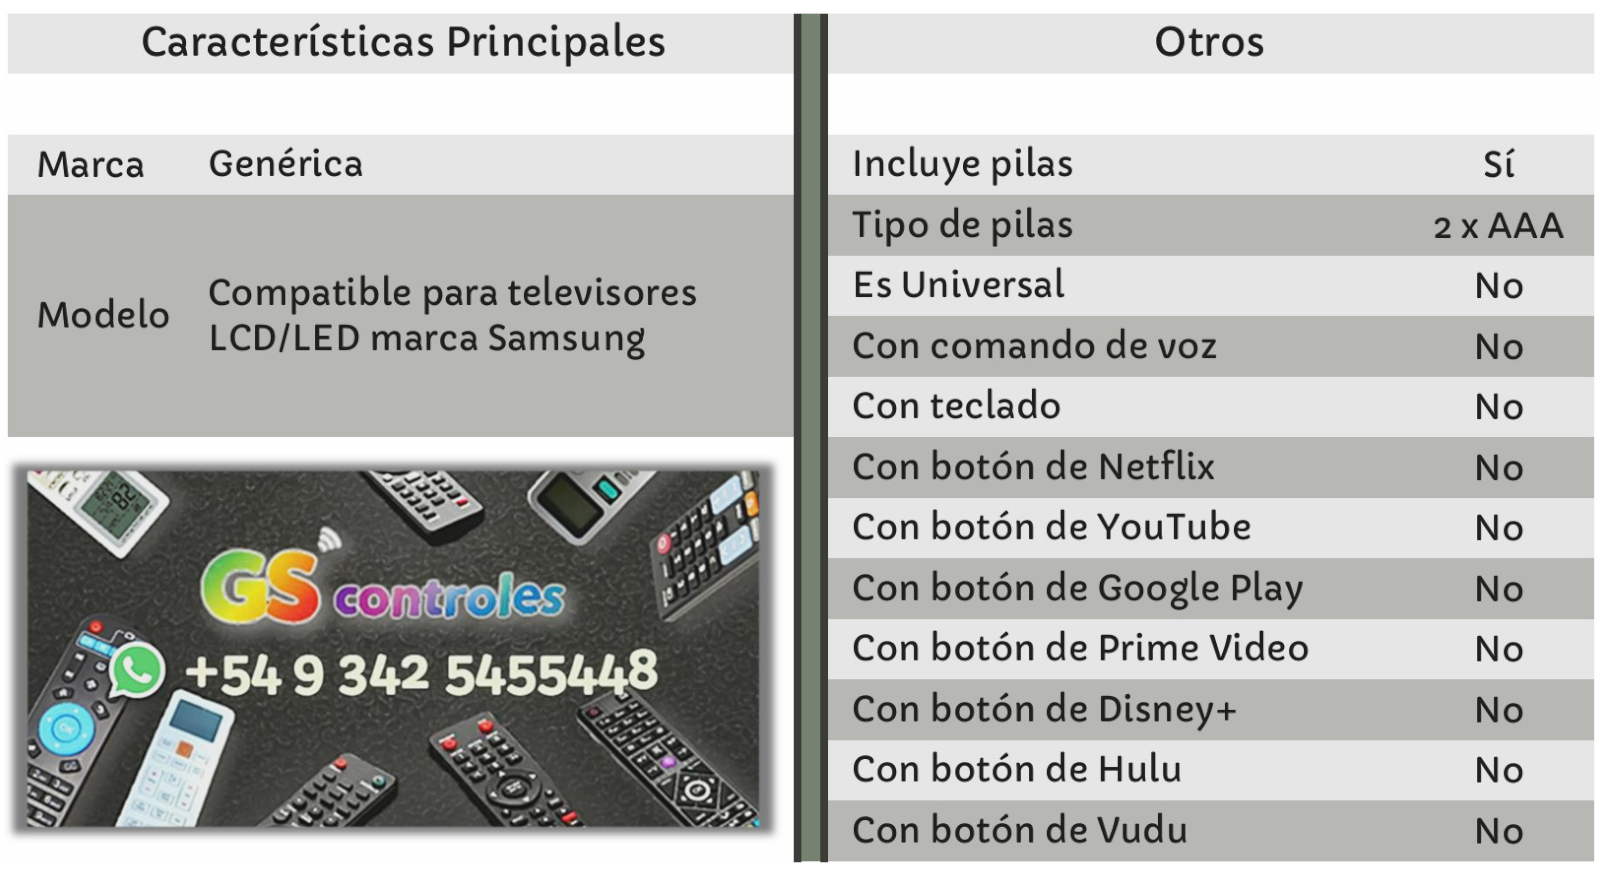 Características Principales
Marca Genérica
Modelo Compatible para televisores
LCD/LED marca Samsung
GS controles
+54 9 342 5455448
Otros
Incluye pilas Sí
Tipo de pilas 2 x AAA
Es Universal No
Con comando de voz No
Con teclado No
Con botón de Netflix No
Con botón de YouTube No
Con botón de Google Play No
Con botón de Prime Video No
Con botón de Disney+ No
Con botón de Hulu No
Con botón de Vudu No